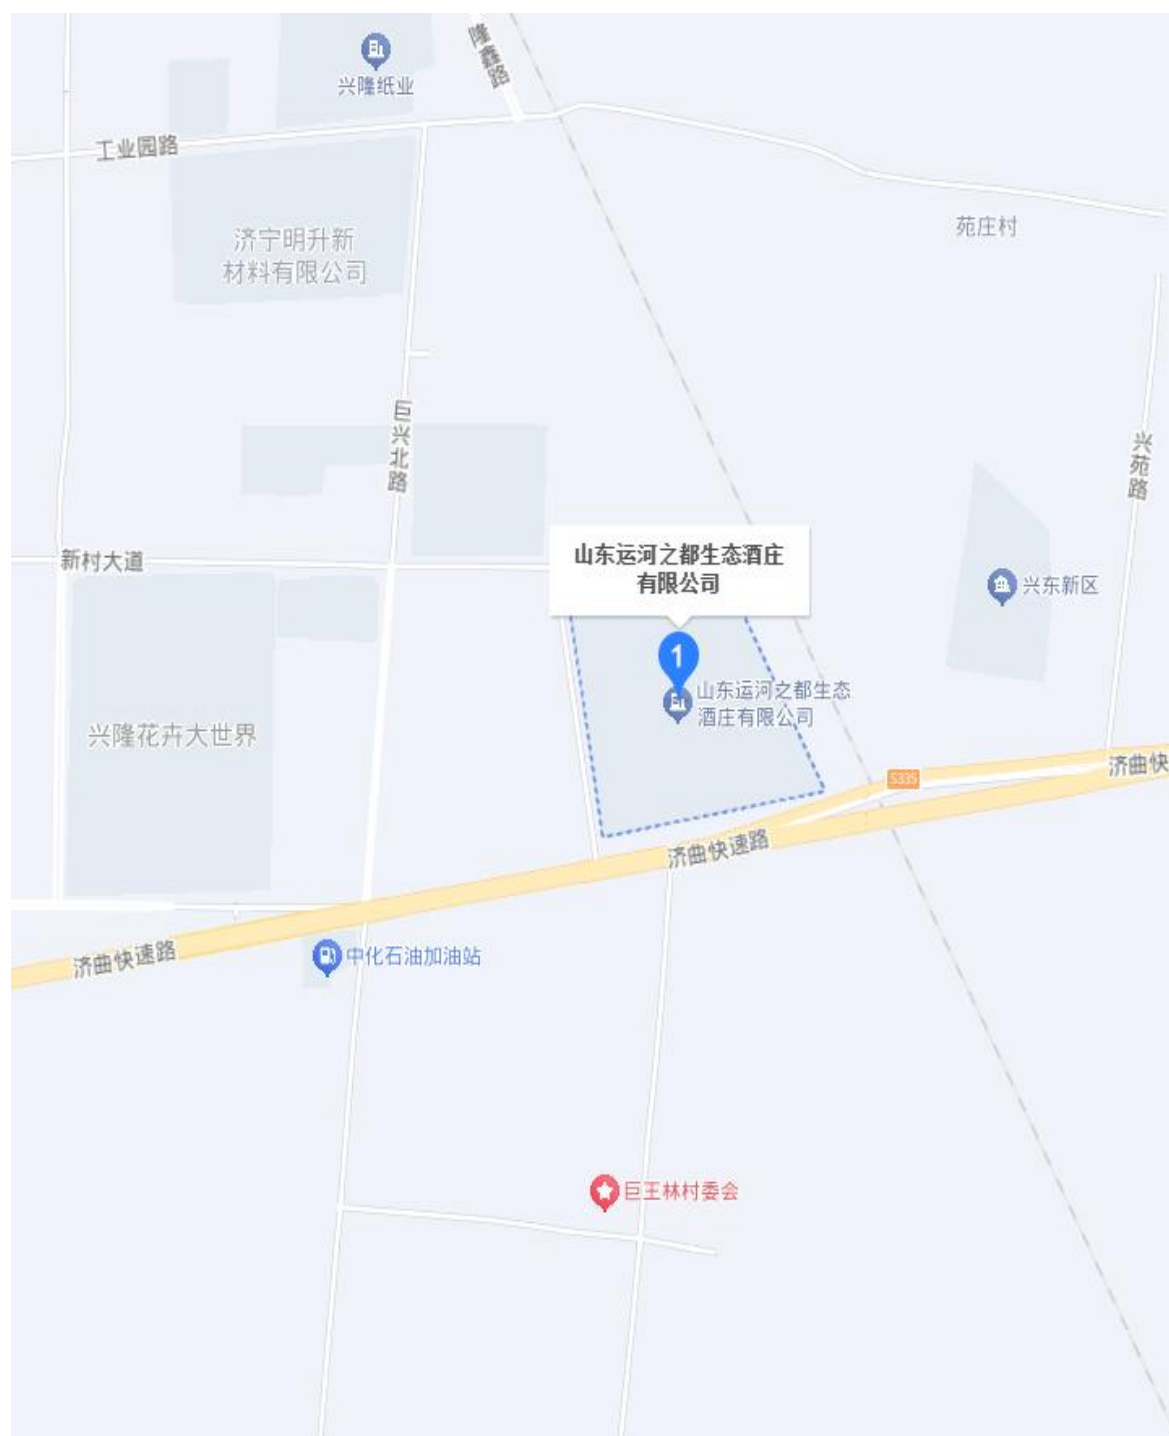 隆鑫路
兴隆纸业
工业园路
苑庄村
济宁明升新
材料有限公司
巨兴北路
兴苑路
新村大道
山东运河之都生态酒庄
有限公司
兴东新区
1
山东运河之都生态
酒庄有限公司
兴隆花卉大世界
济曲快
S335
济曲快速路
济曲快速路
中化石油加油站
巨王林村委会